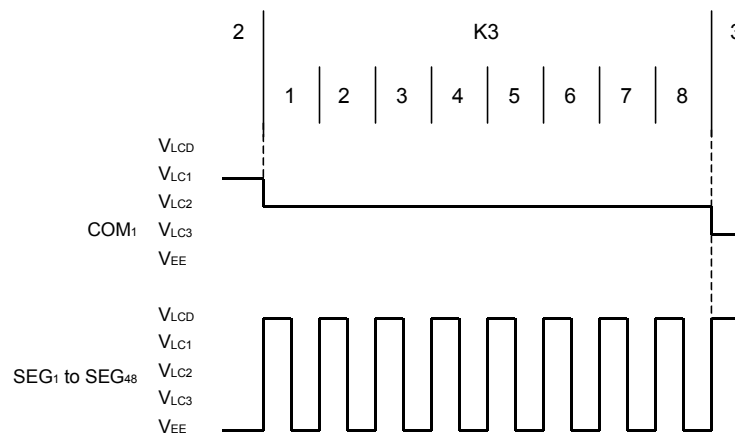 2 K3 3
1 2 3 4 5 6 7 8
VLCD
VLC1
VLC2
COM1 VLC3
VEE
VLCD
VLC1
SEG1 to SEG48 VLC2
VLC3
VEE